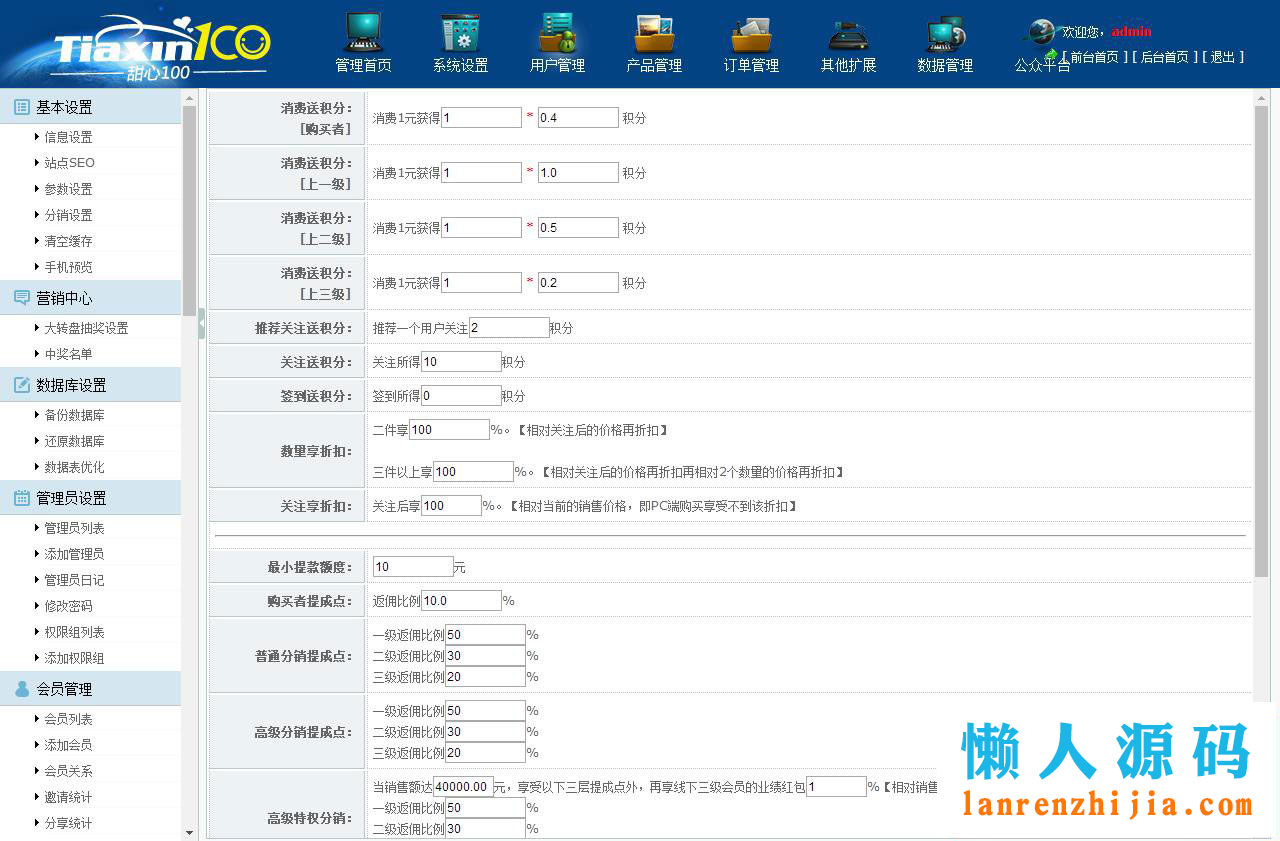 Tiaxin100
甜心100
管理首页 系统设置 用户管理 产品管理 订单管理 其他扩展 数据管理 公众平台
欢迎您，admin
[ 前台首页 ] [ 后台首页 ] [ 退出 ]
基本设置
信息设置
站点SEO
参数设置
分销设置
清空缓存
手机预览
营销中心
大转盘抽奖设置
中奖名单
数据库设置
备份数据库
还原数据库
数据表优化
管理员设置
管理员列表
添加管理员
管理员日记
修改密码
权限组列表
添加权限组
会员管理
会员列表
添加会员
会员关系
邀请统计
分享统计
消费送积分：
[购买者]
消费1元获得 1 * 0.4 积分
消费送积分：
[上一级]
消费1元获得 1 * 1.0 积分
消费送积分：
[上二级]
消费1元获得 1 * 0.5 积分
消费送积分：
[上三级]
消费1元获得 1 * 0.2 积分
推荐关注送积分： 推荐一个用户关注 2 积分
关注送积分： 关注所得 10 积分
签到送积分： 签到所得 0 积分
数量享折扣：
二件享 100 %。【相对关注后的价格再折扣】
三件以上享 100 %。【相对关注后的价格再折扣再相对2个数量的价格再折扣】
关注享折扣： 关注后享 100 %。【相对当前的销售价格，即PC端购买享受不到该折扣】
最小提款额度： 10 元
购买者提成点： 返佣比例 10.0 %
普通分销提成点：
一级返佣比例 50 %
二级返佣比例 30 %
三级返佣比例 20 %
高级分销提成点：
一级返佣比例 50 %
二级返佣比例 30 %
三级返佣比例 20 %
高级特权分销：
当销售额达 40000.00 元，享受以下三层提成点外，再享线下三级会员的业绩红包 1 %【相对销售
一级返佣比例 50 %
二级返佣比例 30 %
懒人源码
lanrenzhijia.com